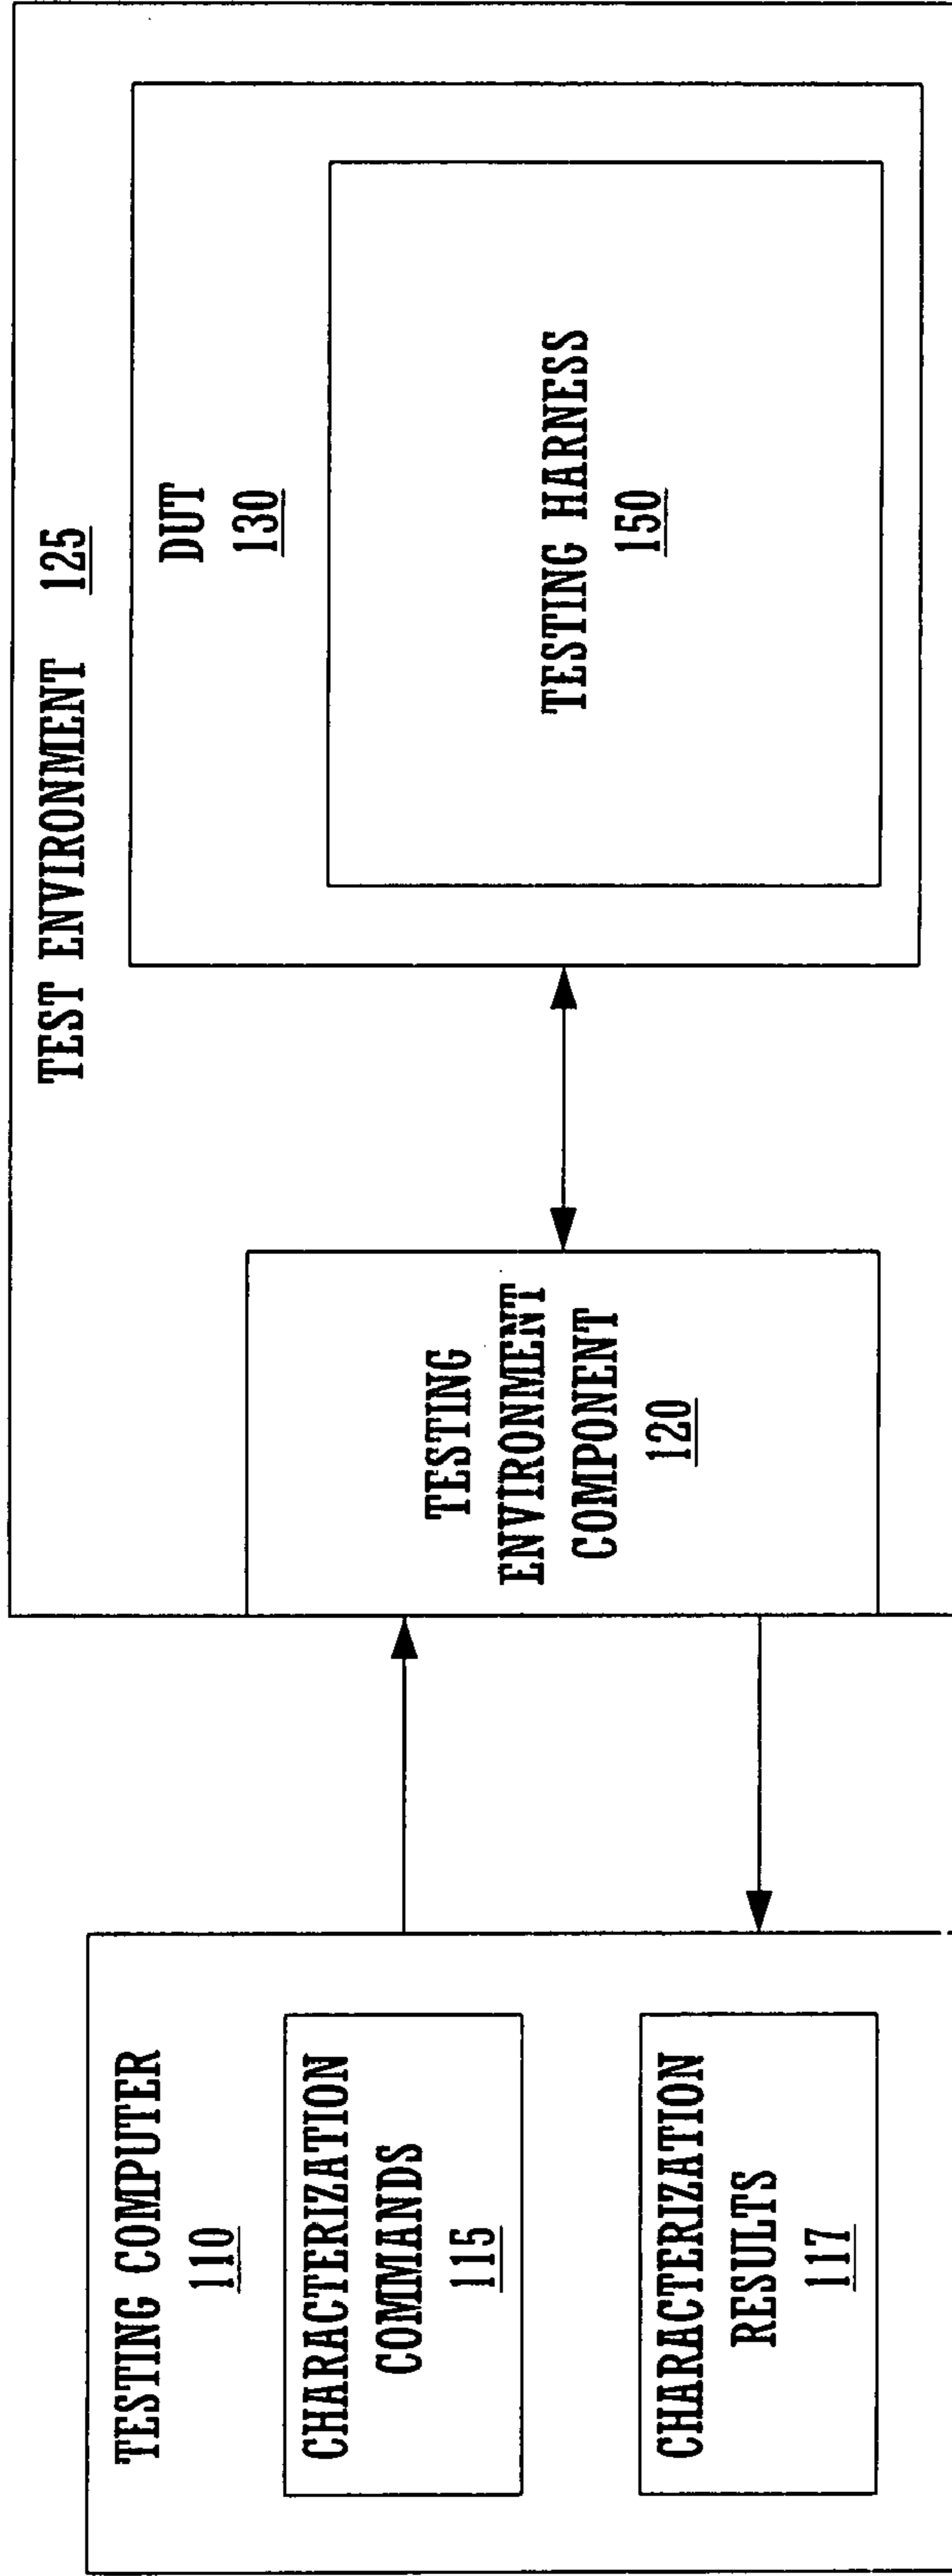 TESTING COMPUTER
110
CHARACTERIZATION
COMMANDS
115
CHARACTERIZATION
RESULTS
117
TEST ENVIRONMENT 125
TESTING
ENVIRONMENT
COMPONENT
120
DUT
130
TESTING HARNESS
150